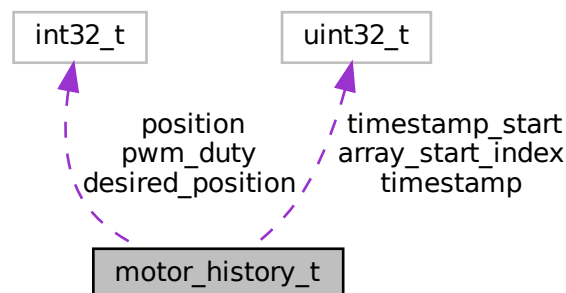 int32_t
uint32_t
position
pwm_duty
desired_position
timestamp_start
array_start_index
timestamp
motor_history_t